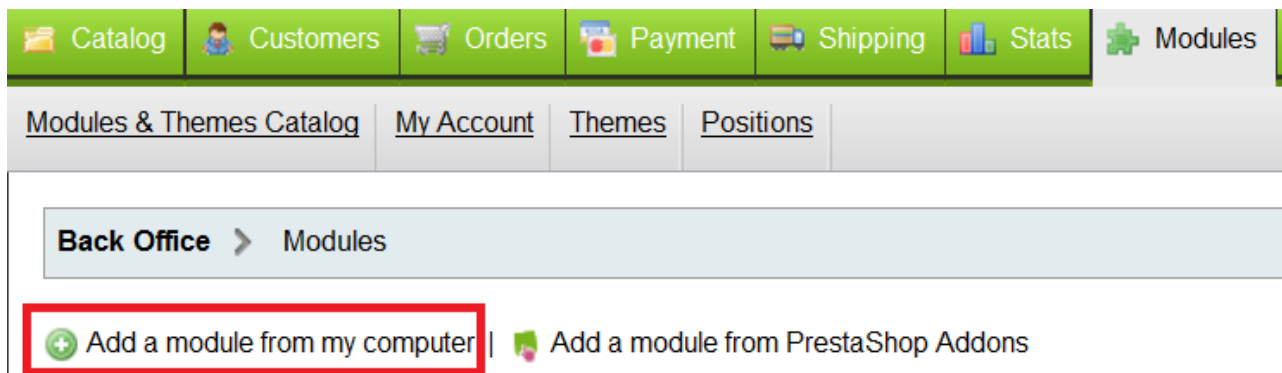 Catalog Customers Orders Payment Shipping Stats Modules
Modules & Themes Catalog My Account Themes Positions
Back Office > Modules
Add a module from my computer | Add a module from PrestaShop Addons